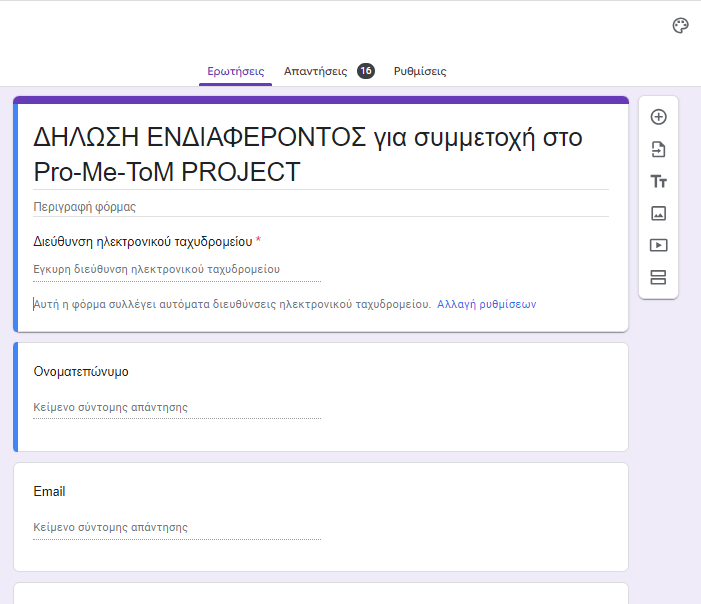 Ερωτήσεις Απαντήσεις 16 Ρυθμίσεις
ΔΗΛΩΣΗ ΕΝΔΙΑΦΕΡΟΝΤΟΣ για συμμετοχή στο
Pro-Me-ToM PROJECT
Περιγραφή φόρμας
Διεύθυνση ηλεκτρονικού ταχυδρομείου *
Έγκυρη διεύθυνση ηλεκτρονικού ταχυδρομείου
Αυτή η φόρμα συλλέγει αυτόματα διευθύνσεις ηλεκτρονικού ταχυδρομείου. Αλλαγή ρυθμίσεων
Ονοματεπώνυμο
Κείμενο σύντομης απάντησης
Email
Κείμενο σύντομης απάντησης